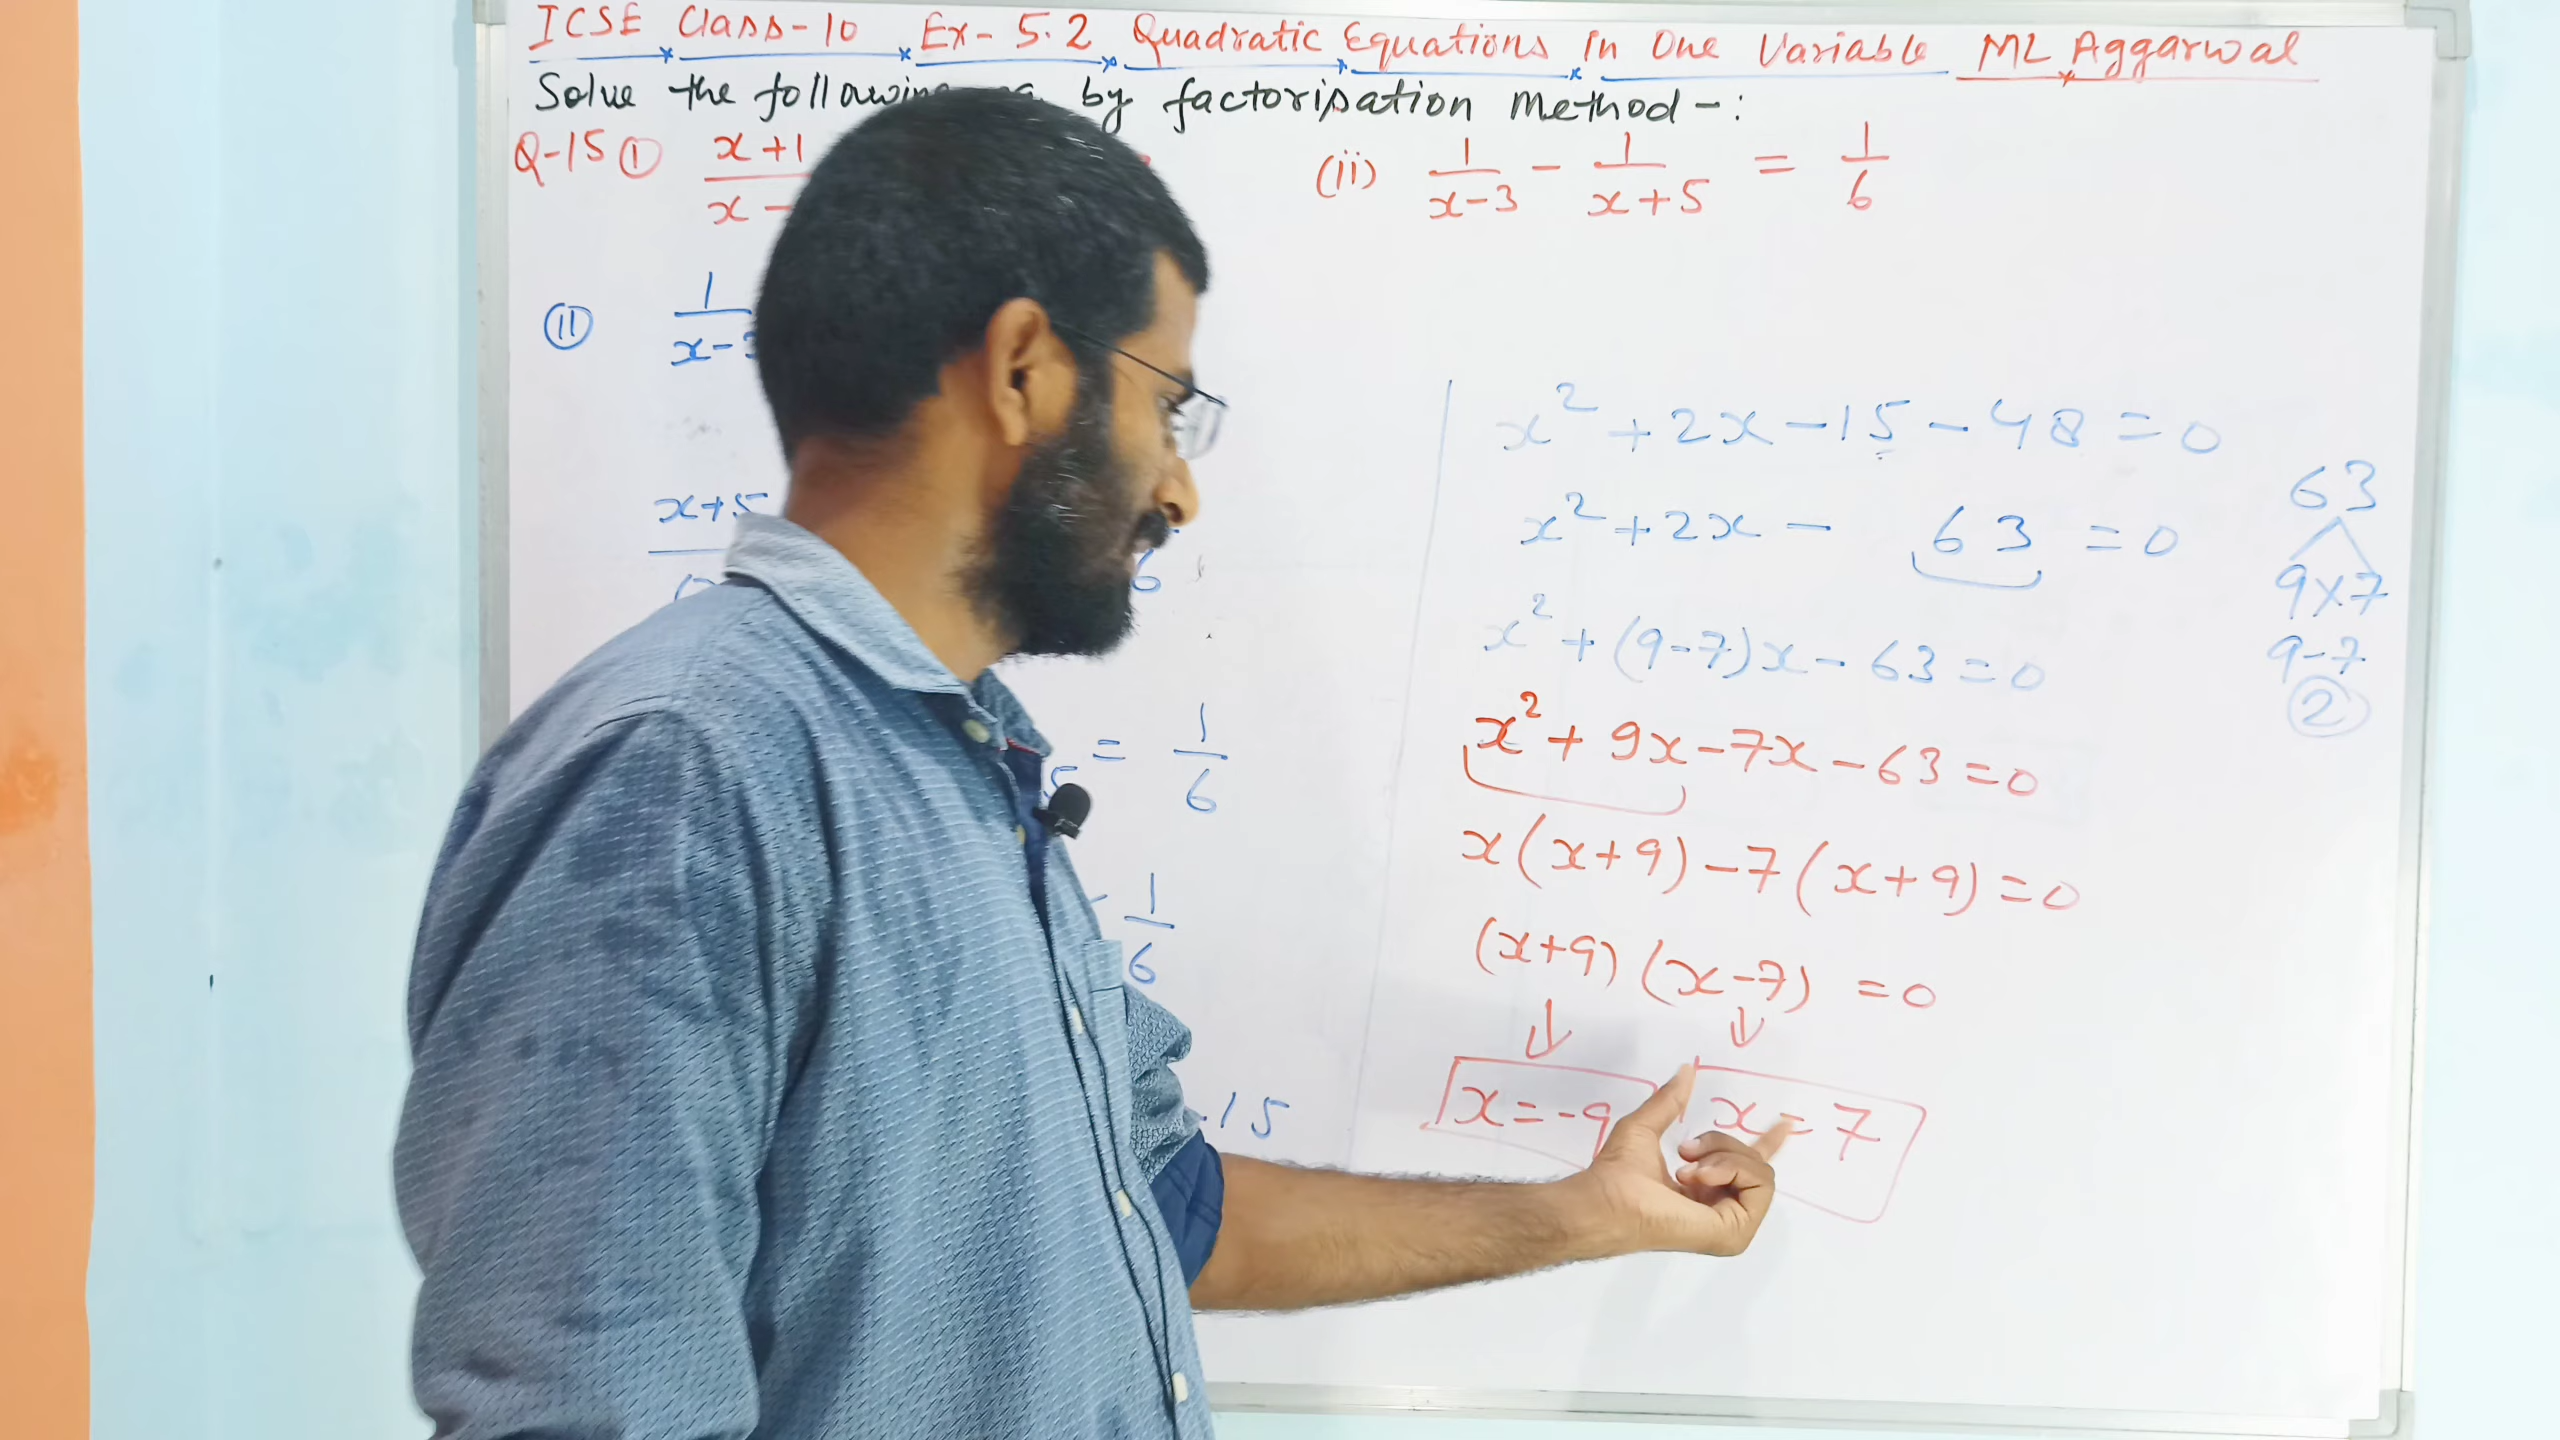 ICSE Class-10 Ex-5.2 Quadratic Equations in One Variable ML Aggarwal
Solve the following by factorisation Method-:
Q-15 ① x+1
x-
(ii) 1/(x-3) - 1/(x+5) = 1/6
⑪ 1
x-3
x+5
6
5 = 1/6
1/6
-15
x² + 2x - 15 - 48 = 0
x² + 2x - 63 = 0
x² + (9-7)x - 63 = 0
x² + 9x - 7x - 63 = 0
x(x+9) - 7(x+9) = 0
(x+9) (x-7) = 0
x = -9 x = 7
63
9×7
9-7
②